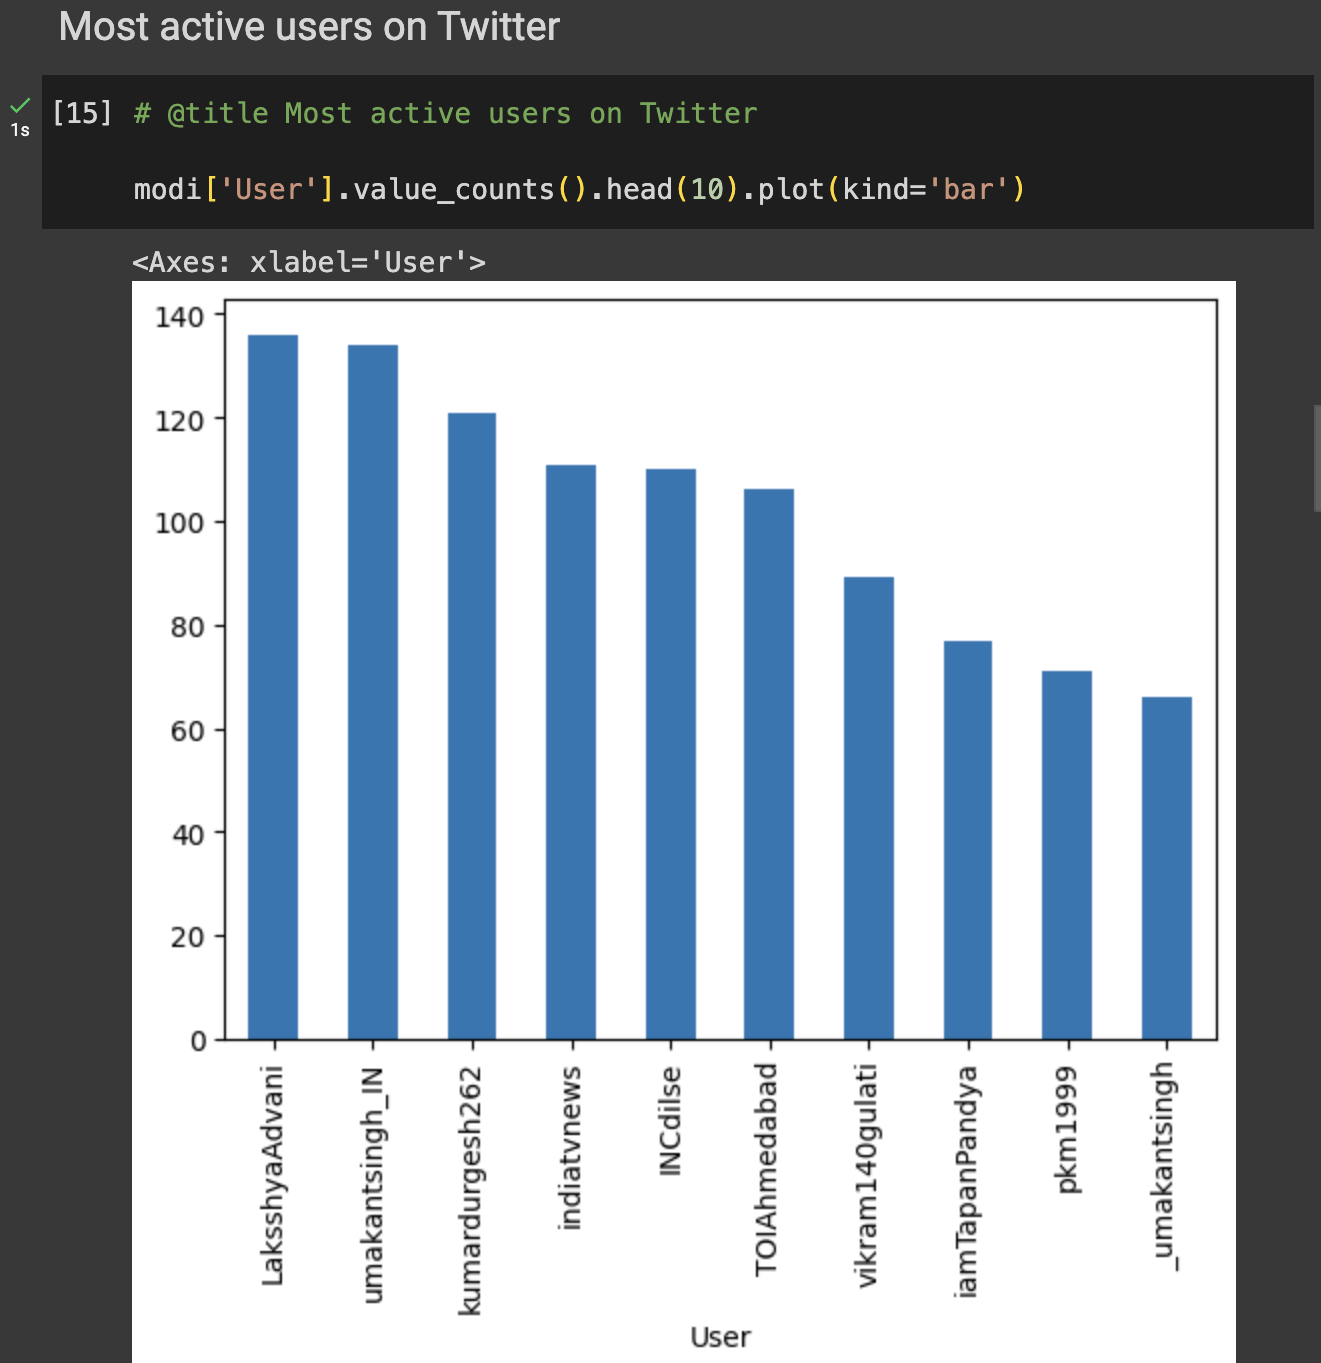 Most active users on Twitter
1s
[15] # @title Most active users on Twitter
modi['User'].value_counts().head(10).plot(kind='bar')
<Axes: xlabel='User'>
140
120
100
80
60
40
20
0
LaksshyaAdvani
umakantsingh_IN
kumardurgesh262
indiatvnews
INCdilse
TOIAhmedabad
vikram140gulati
iamTapanPandya
pkm1999
_umakantsingh
User